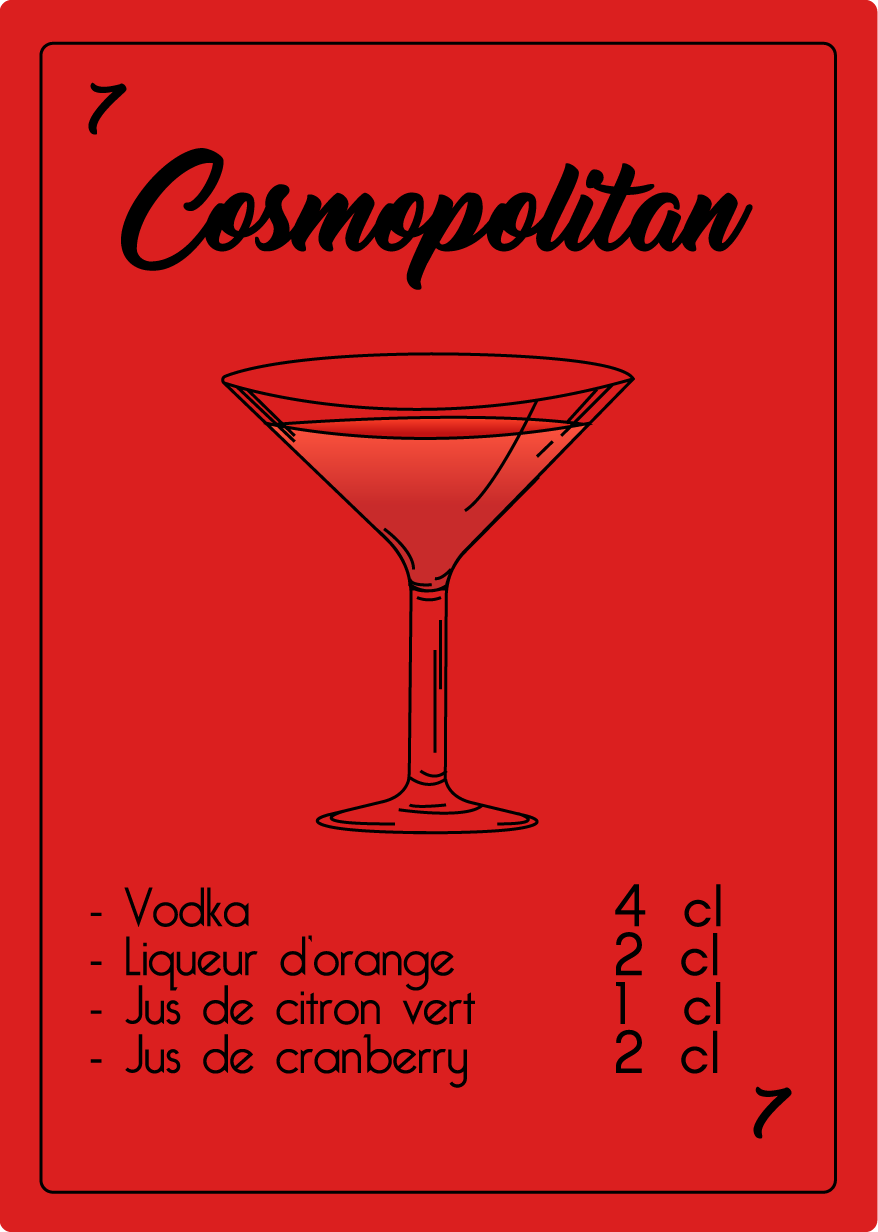 7
Cosmopolitan
- Vodka 4 cl
- Liqueur d'orange 2 cl
- Jus de citron vert 1 cl
- Jus de cranberry 2 cl
7